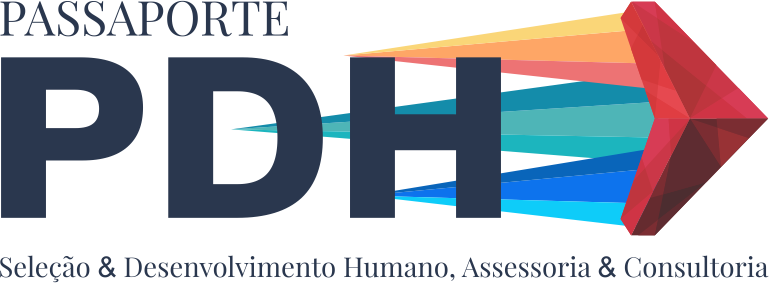 PASSAPORTE
PDH
Seleção & Desenvolvimento Humano, Assessoria & Consultoria